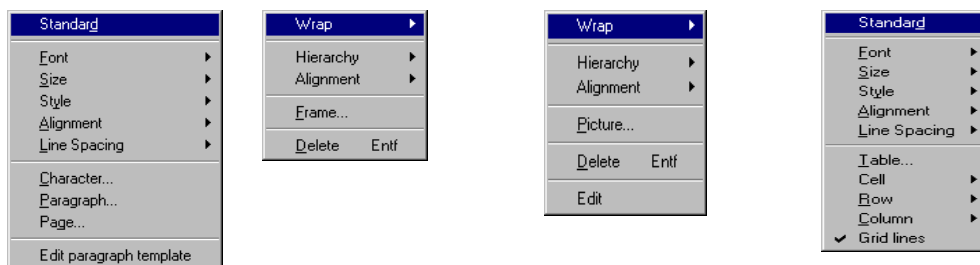 Standard
Font
Size
Style
Alignment
Line Spacing
Character...
Paragraph...
Page...
Edit paragraph template
Wrap
Hierarchy
Alignment
Frame...
Delete Entf
Wrap
Hierarchy
Alignment
Picture...
Delete Entf
Edit
Standard
Font
Size
Style
Alignment
Line Spacing
Table...
Cell
Row
Column
Grid lines